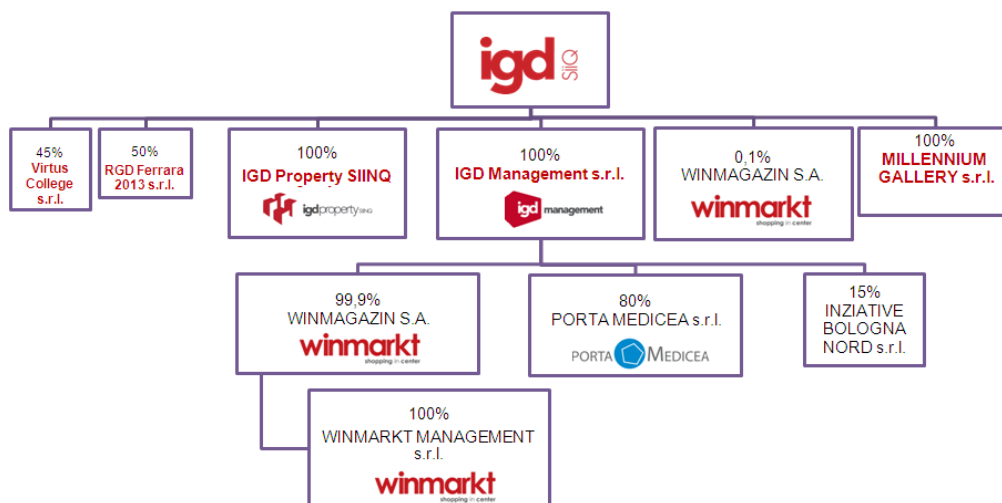 igd SiiQ
45%
Virtus
College
s.r.l.
50%
RGD Ferrara
2013 s.r.l.
100%
IGD Property SIINQ
igdpropertysiinq
100%
IGD Management s.r.l.
igd management
0,1%
WINMAGAZIN S.A.
winmarkt
shopping in center
100%
MILLENNIUM
GALLERY s.r.l.
99,9%
WINMAGAZIN S.A.
winmarkt
shopping in center
80%
PORTA MEDICEA s.r.l.
PORTA MEDICEA
15%
INZIATIVE
BOLOGNA
NORD s.r.l.
100%
WINMARKT MANAGEMENT
s.r.l.
winmarkt
shopping in center